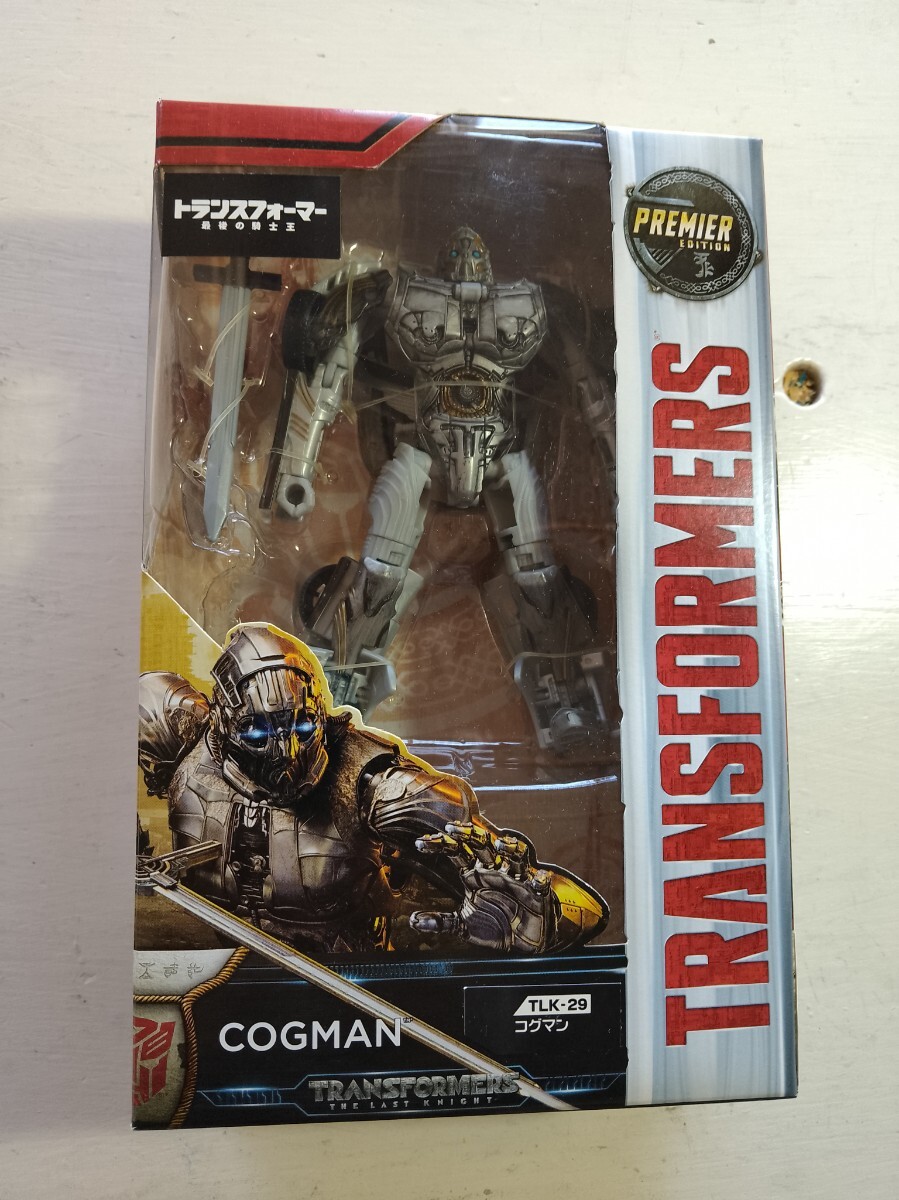 トランスフォーマー
最後の騎士王
PREMIER
EDITION
TRANSFORMERS
COGMAN
TLK-29
コグマン
TRANSFORMERS
THE LAST KNIGHT